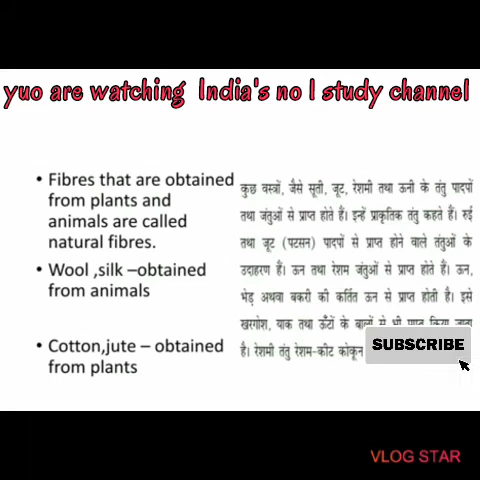 yuo are watching India's no 1 study channel
• Fibres that are obtained
from plants and
animals are called
natural fibres.
• Wool ,silk –obtained
from animals
• Cotton,jute – obtained
from plants
कुछ वस्त्रों, जैसे सूती, जूट, रेशमी तथा ऊनी के तंतु पादपों
तथा जंतुओं से प्राप्त होते हैं। इन्हें प्राकृतिक तंतु कहते हैं। रुई
तथा जूट (पटसन) पादपों से प्राप्त होने वाले तंतुओं के
उदाहरण हैं। ऊन तथा रेशम जंतुओं से प्राप्त होते हैं। ऊन,
भेड़ अथवा बकरी की कर्तित ऊन से प्राप्त होती है। इसे
खरगोश, याक तथा ऊँटों के बालों से भी प्राप्त किया जाता
है। रेशमी तंतु रेशम-कीट कोकून
SUBSCRIBE
VLOG STAR